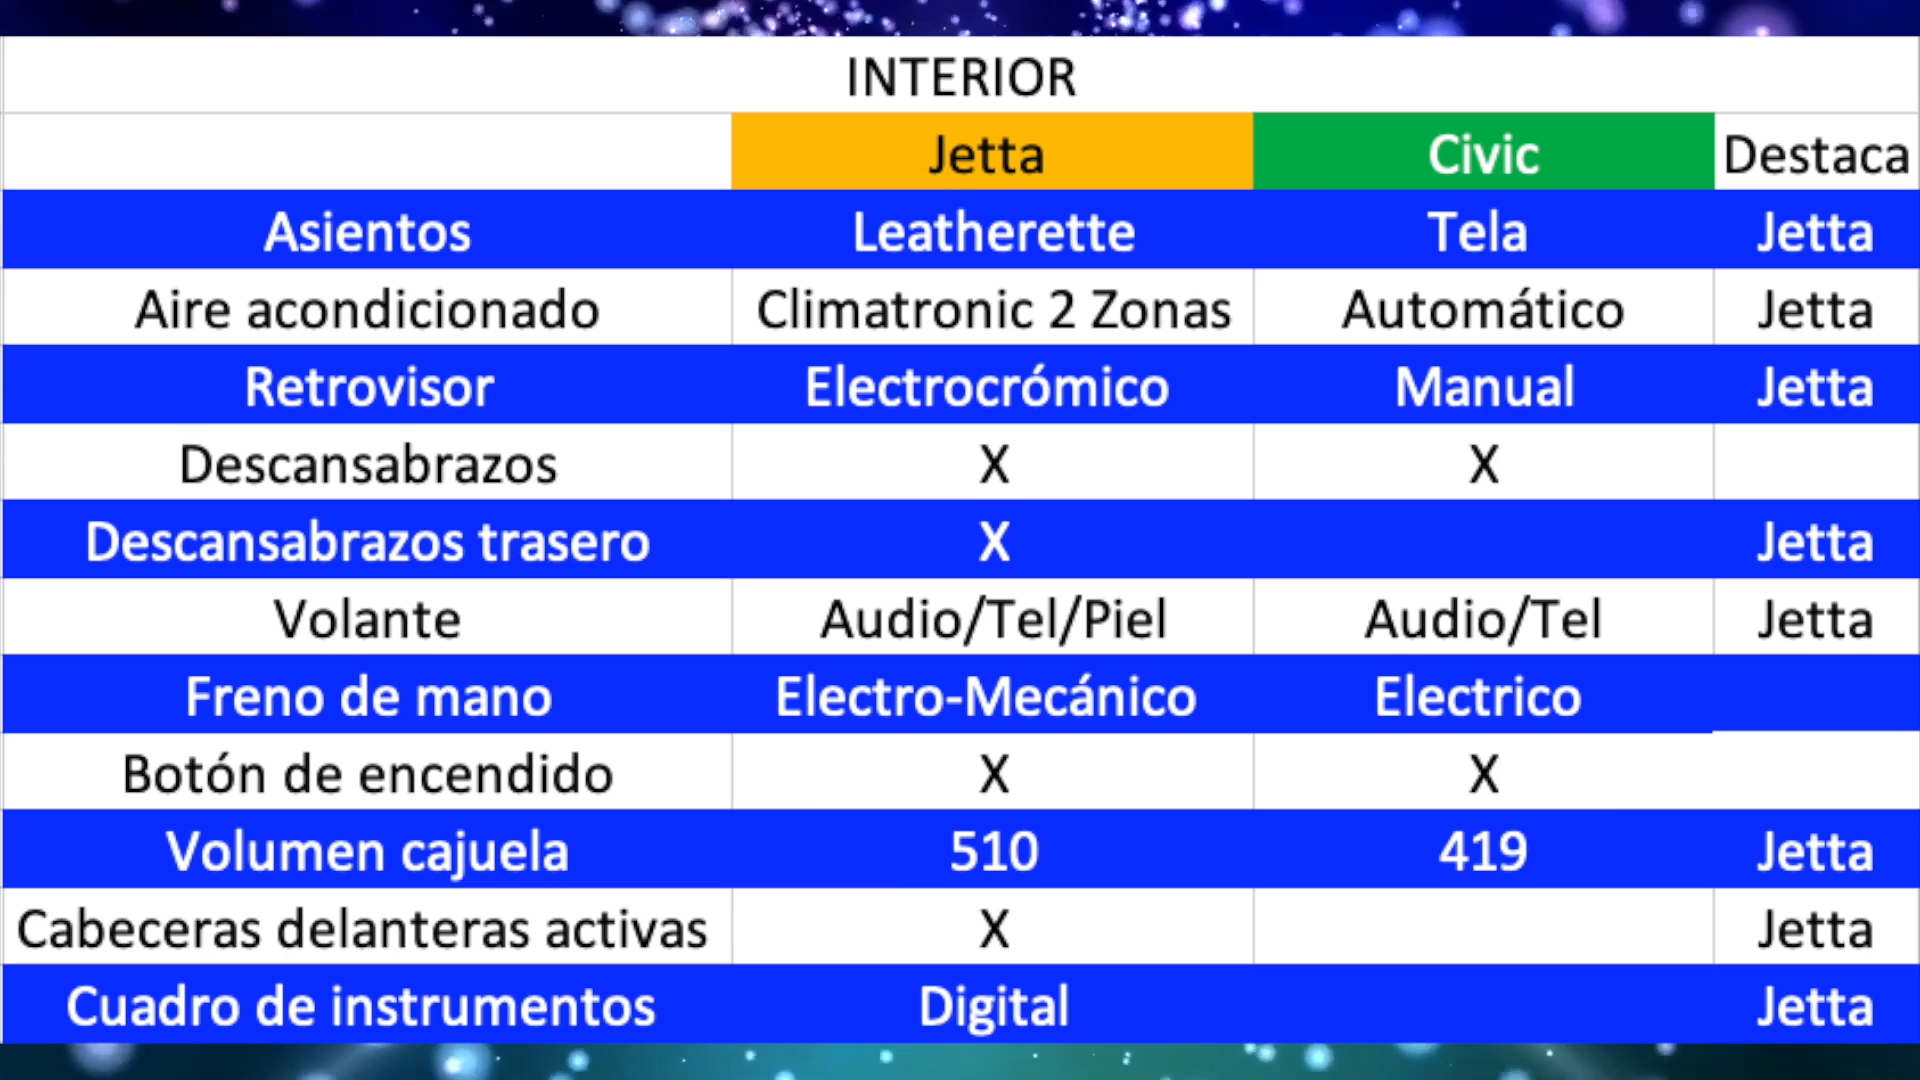 INTERIOR
Jetta Civic Destaca
Asientos Leatherette Tela Jetta
Aire acondicionado Climatronic 2 Zonas Automático Jetta
Retrovisor Electrocrómico Manual Jetta
Descansabrazos X X
Descansabrazos trasero X Jetta
Volante Audio/Tel/Piel Audio/Tel Jetta
Freno de mano Electro-Mecánico Electrico
Botón de encendido X X
Volumen cajuela 510 419 Jetta
Cabeceras delanteras activas X Jetta
Cuadro de instrumentos Digital Jetta